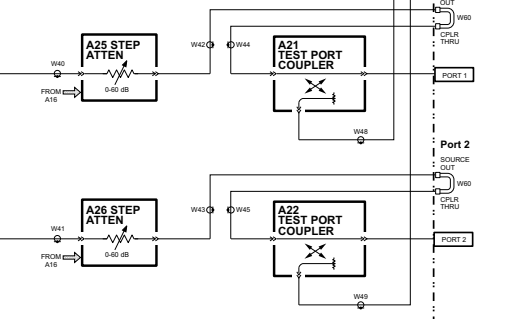 OUT
W60
CPLR
THRU
A25 STEP
ATTEN
W42
W44
A21
TEST PORT
COUPLER
W40
PORT 1
FROM
A16
0-60 dB
W48
Port 2
SOURCE
OUT
W60
CPLR
THRU
A26 STEP
ATTEN
W43
W45
A22
TEST PORT
COUPLER
W41
PORT 2
FROM
A16
0-60 dB
W49